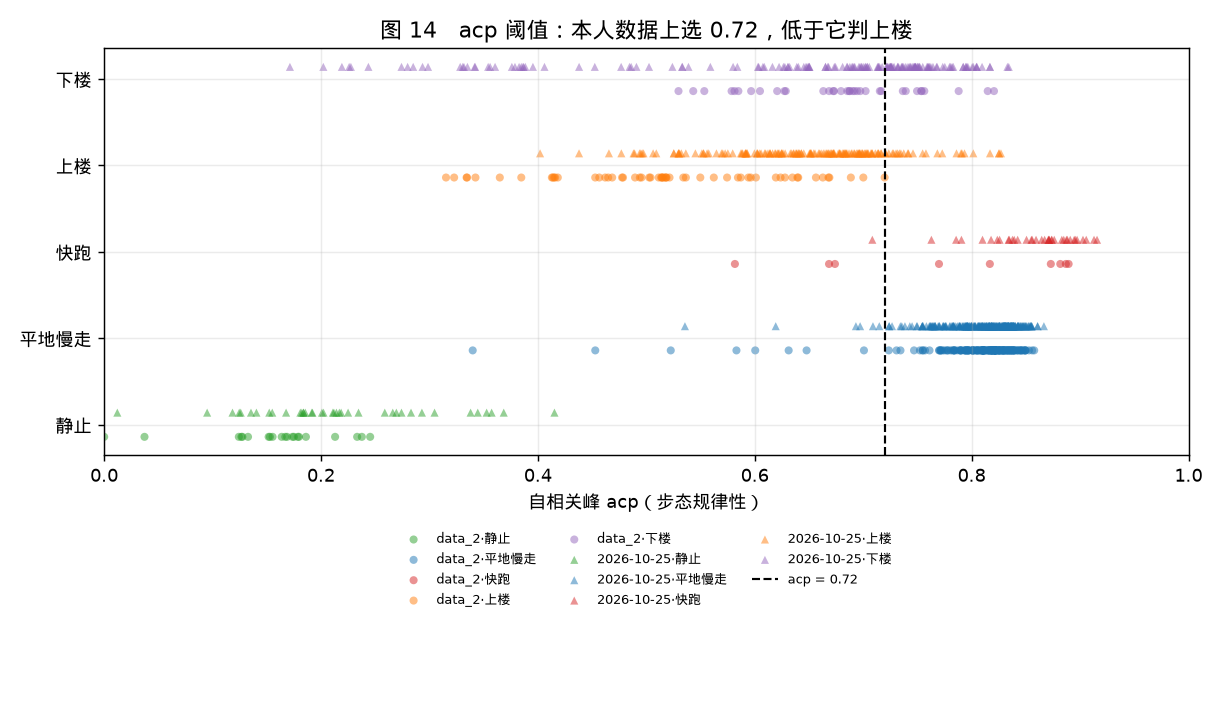 图 14 acp 阈值：本人数据上选 0.72，低于它判上楼
下楼
上楼
快跑
平地慢走
静止
0.0 0.2 0.4 0.6 0.8 1.0
自相关峰 acp（步态规律性）
data_2·静止 data_2·下楼 2026-10-25·上楼
data_2·平地慢走 2026-10-25·静止 2026-10-25·下楼
data_2·快跑 2026-10-25·平地慢走 acp = 0.72
data_2·上楼 2026-10-25·快跑